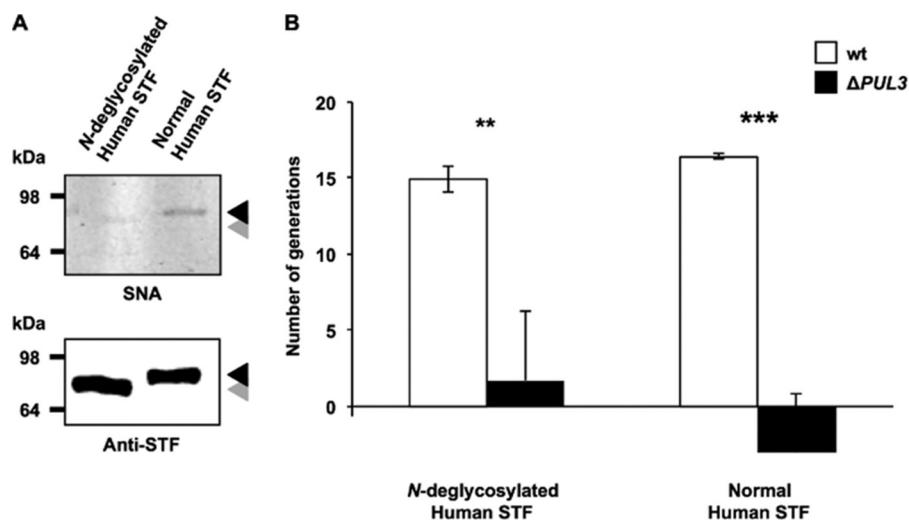 A
N-deglycosylated
Human STF
Normal
Human STF
kDa
98
64
SNA
kDa
98
64
Anti-STF
B
wt
ΔPUL3
Number of generations
20
15
10
5
0
**
***
N-deglycosylated
Human STF
Normal
Human STF